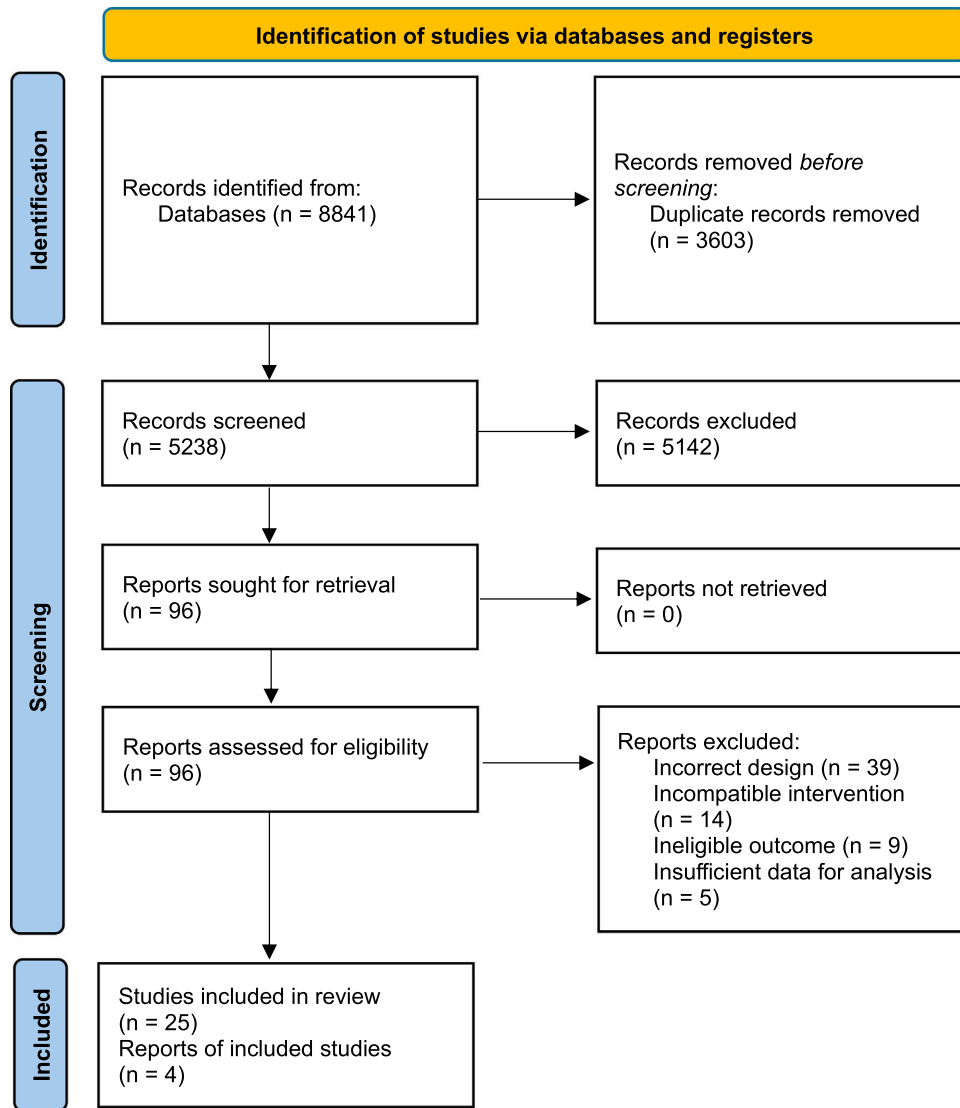 Identification of studies via databases and registers
Identification
Records identified from:
Databases (n = 8841)
Records removed before
screening:
Duplicate records removed
(n = 3603)
Screening
Records screened
(n = 5238)
Records excluded
(n = 5142)
Reports sought for retrieval
(n = 96)
Reports not retrieved
(n = 0)
Reports assessed for eligibility
(n = 96)
Reports excluded:
Incorrect design (n = 39)
Incompatible intervention
(n = 14)
Ineligible outcome (n = 9)
Insufficient data for analysis
(n = 5)
Included
Studies included in review
(n = 25)
Reports of included studies
(n = 4)